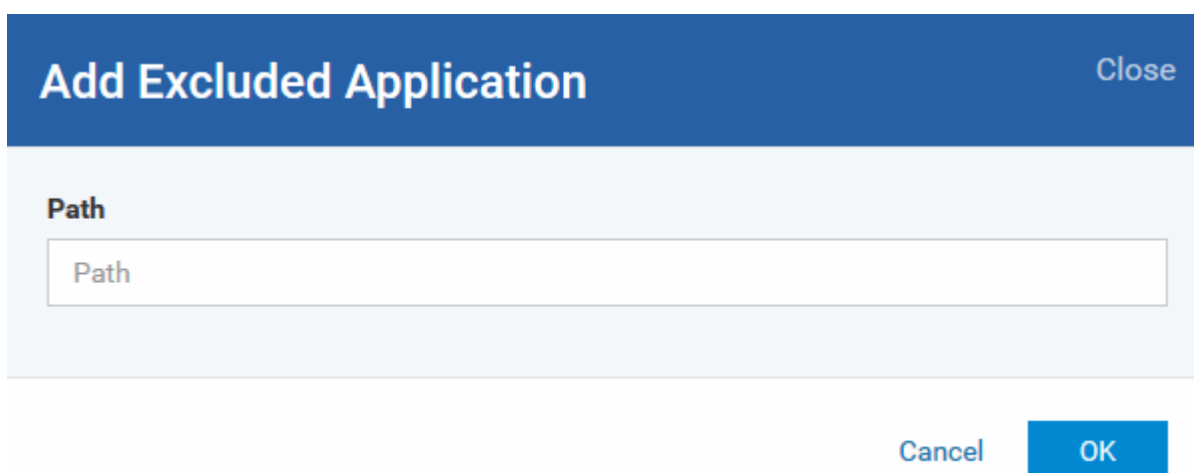 Add Excluded Application
Close
Path
Path
Cancel
OK